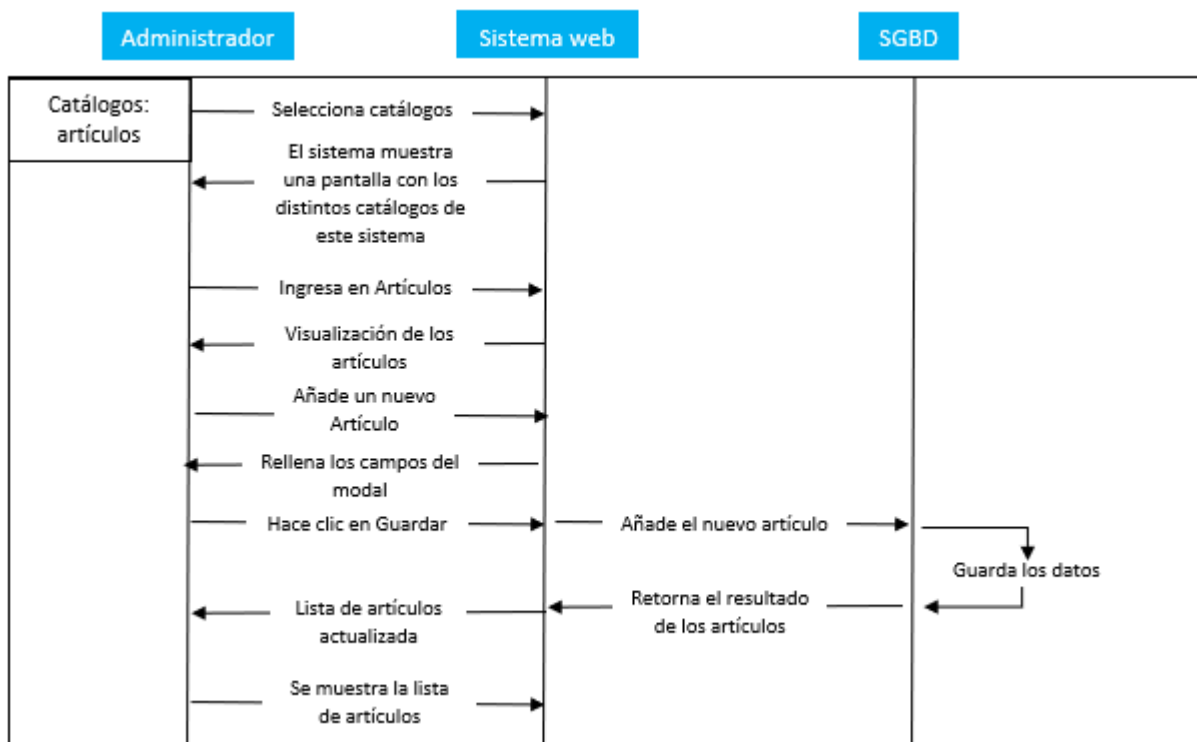 Administrador
Sistema web
SGBD
Catálogos:
artículos
Selecciona catálogos
El sistema muestra
una pantalla con los
distintos catálogos de
este sistema
Ingresa en Artículos
Visualización de los
artículos
Añade un nuevo
Artículo
Rellena los campos del
modal
Hace clic en Guardar
Añade el nuevo artículo
Guarda los datos
Retorna el resultado
de los artículos
Lista de artículos
actualizada
Se muestra la lista
de artículos